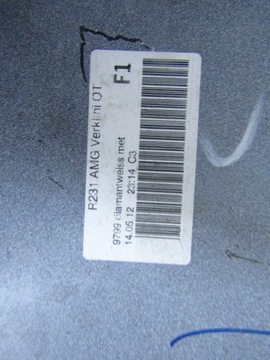 R231 AMG Verkl hi OT
F1
9799 diamantweiss met
14.05.12 23:14 C3